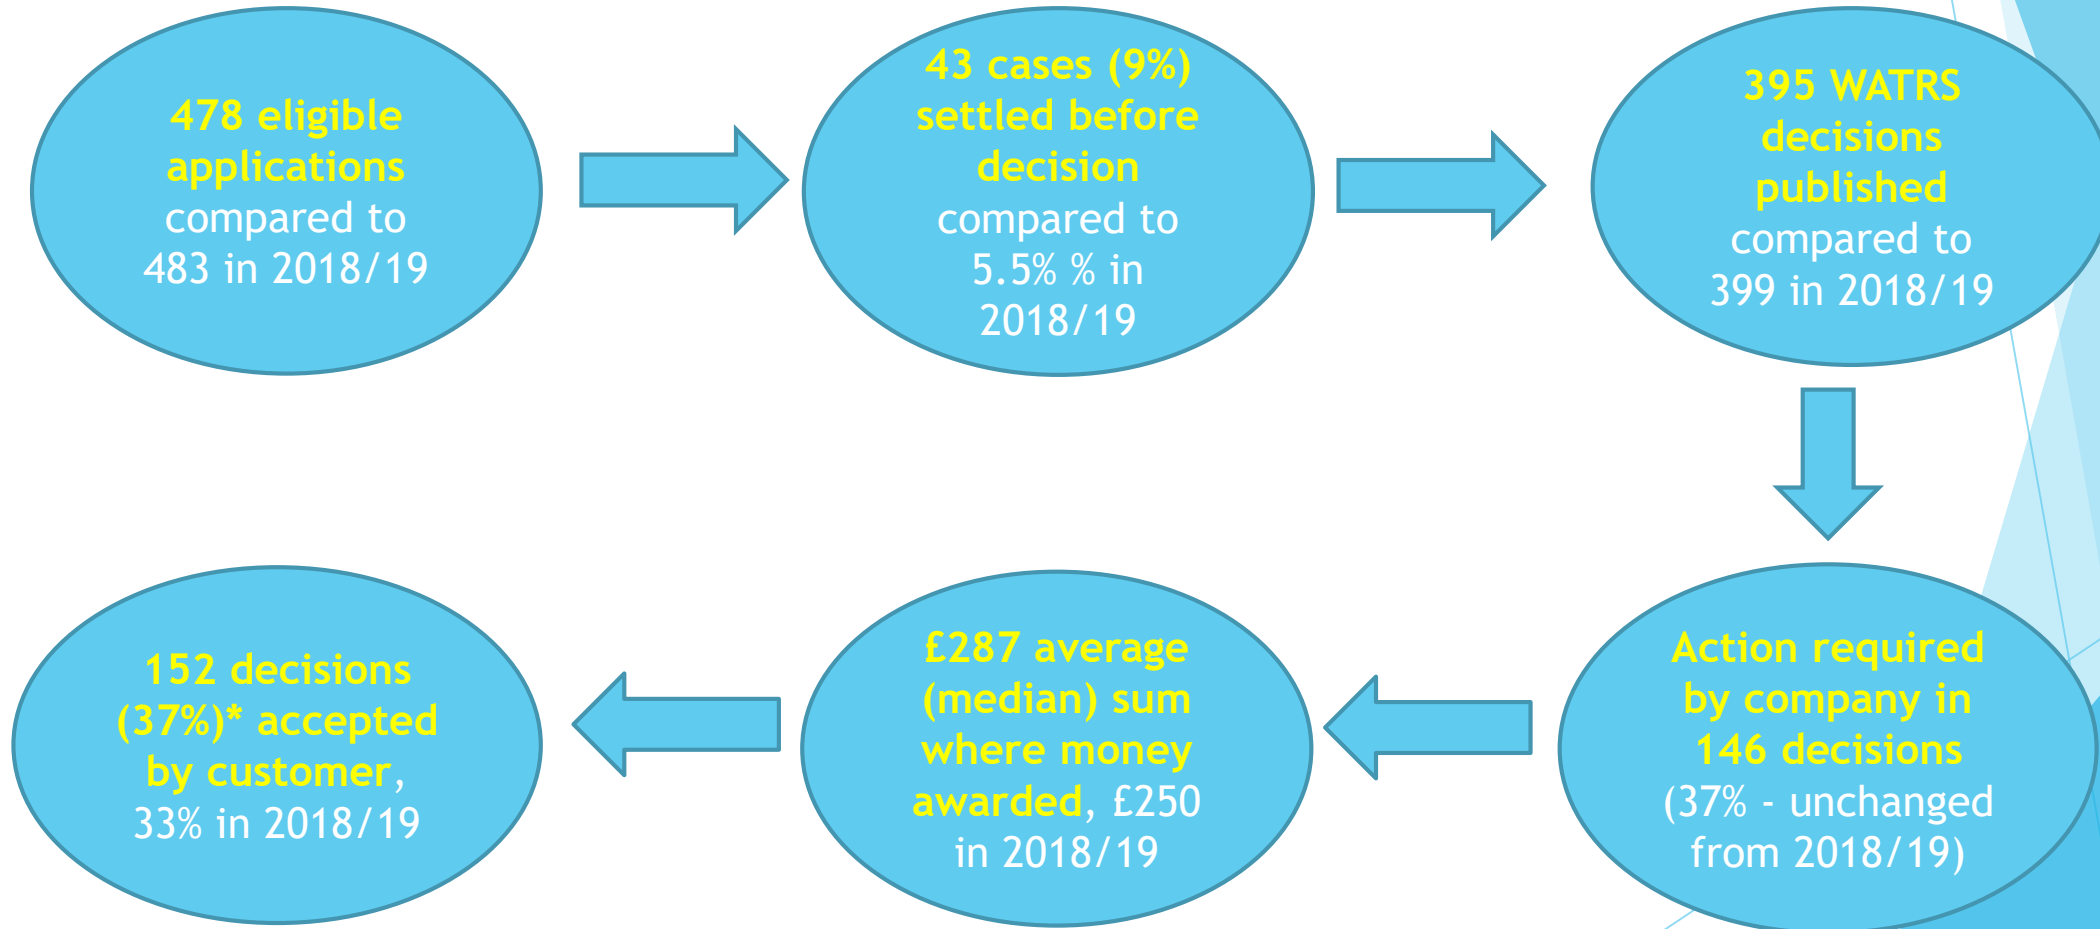 478 eligible
applications
compared to
483 in 2018/19
43 cases (9%)
settled before
decision
compared to
5.5% % in
2018/19
395 WATRS
decisions
published
compared to
399 in 2018/19
Action required
by company in
146 decisions
(37% - unchanged
from 2018/19)
£287 average
(median) sum
where money
awarded, £250
in 2018/19
152 decisions
(37%)* accepted
by customer,
33% in 2018/19